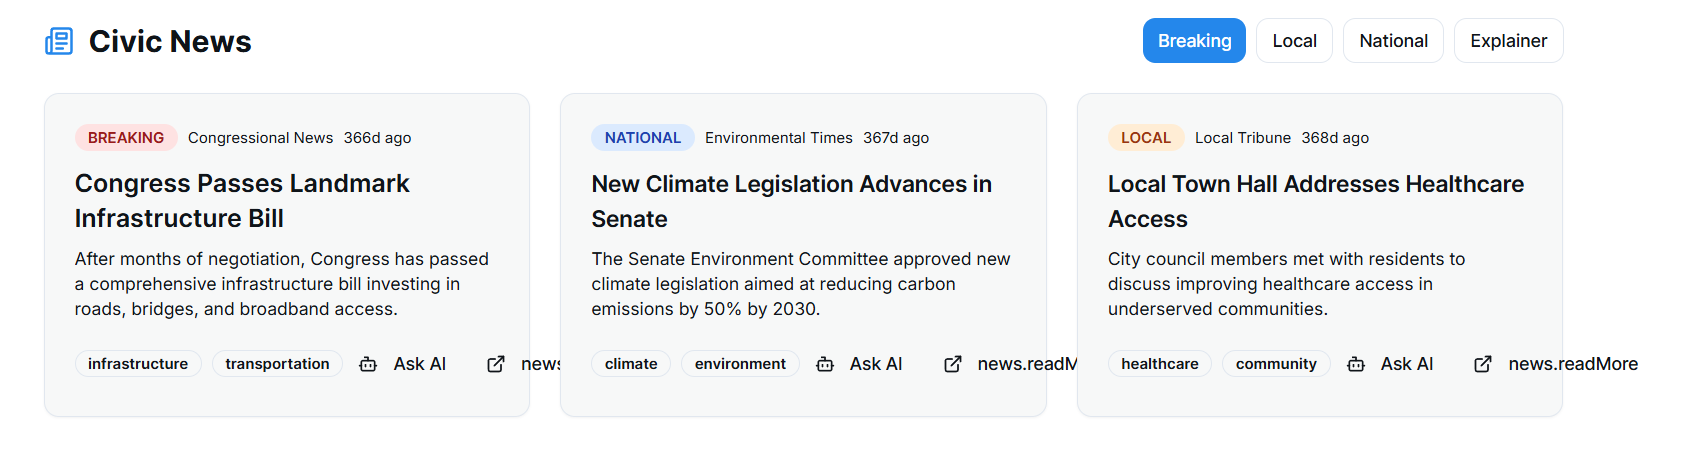 Civic News
Breaking Local National Explainer
BREAKING Congressional News 366d ago
Congress Passes Landmark
Infrastructure Bill
After months of negotiation, Congress has passed
a comprehensive infrastructure bill investing in
roads, bridges, and broadband access.
infrastructure transportation Ask AI news
NATIONAL Environmental Times 367d ago
New Climate Legislation Advances in
Senate
The Senate Environment Committee approved new
climate legislation aimed at reducing carbon
emissions by 50% by 2030.
climate environment Ask AI news.readM
LOCAL Local Tribune 368d ago
Local Town Hall Addresses Healthcare
Access
City council members met with residents to
discuss improving healthcare access in
underserved communities.
healthcare community Ask AI news.readMore